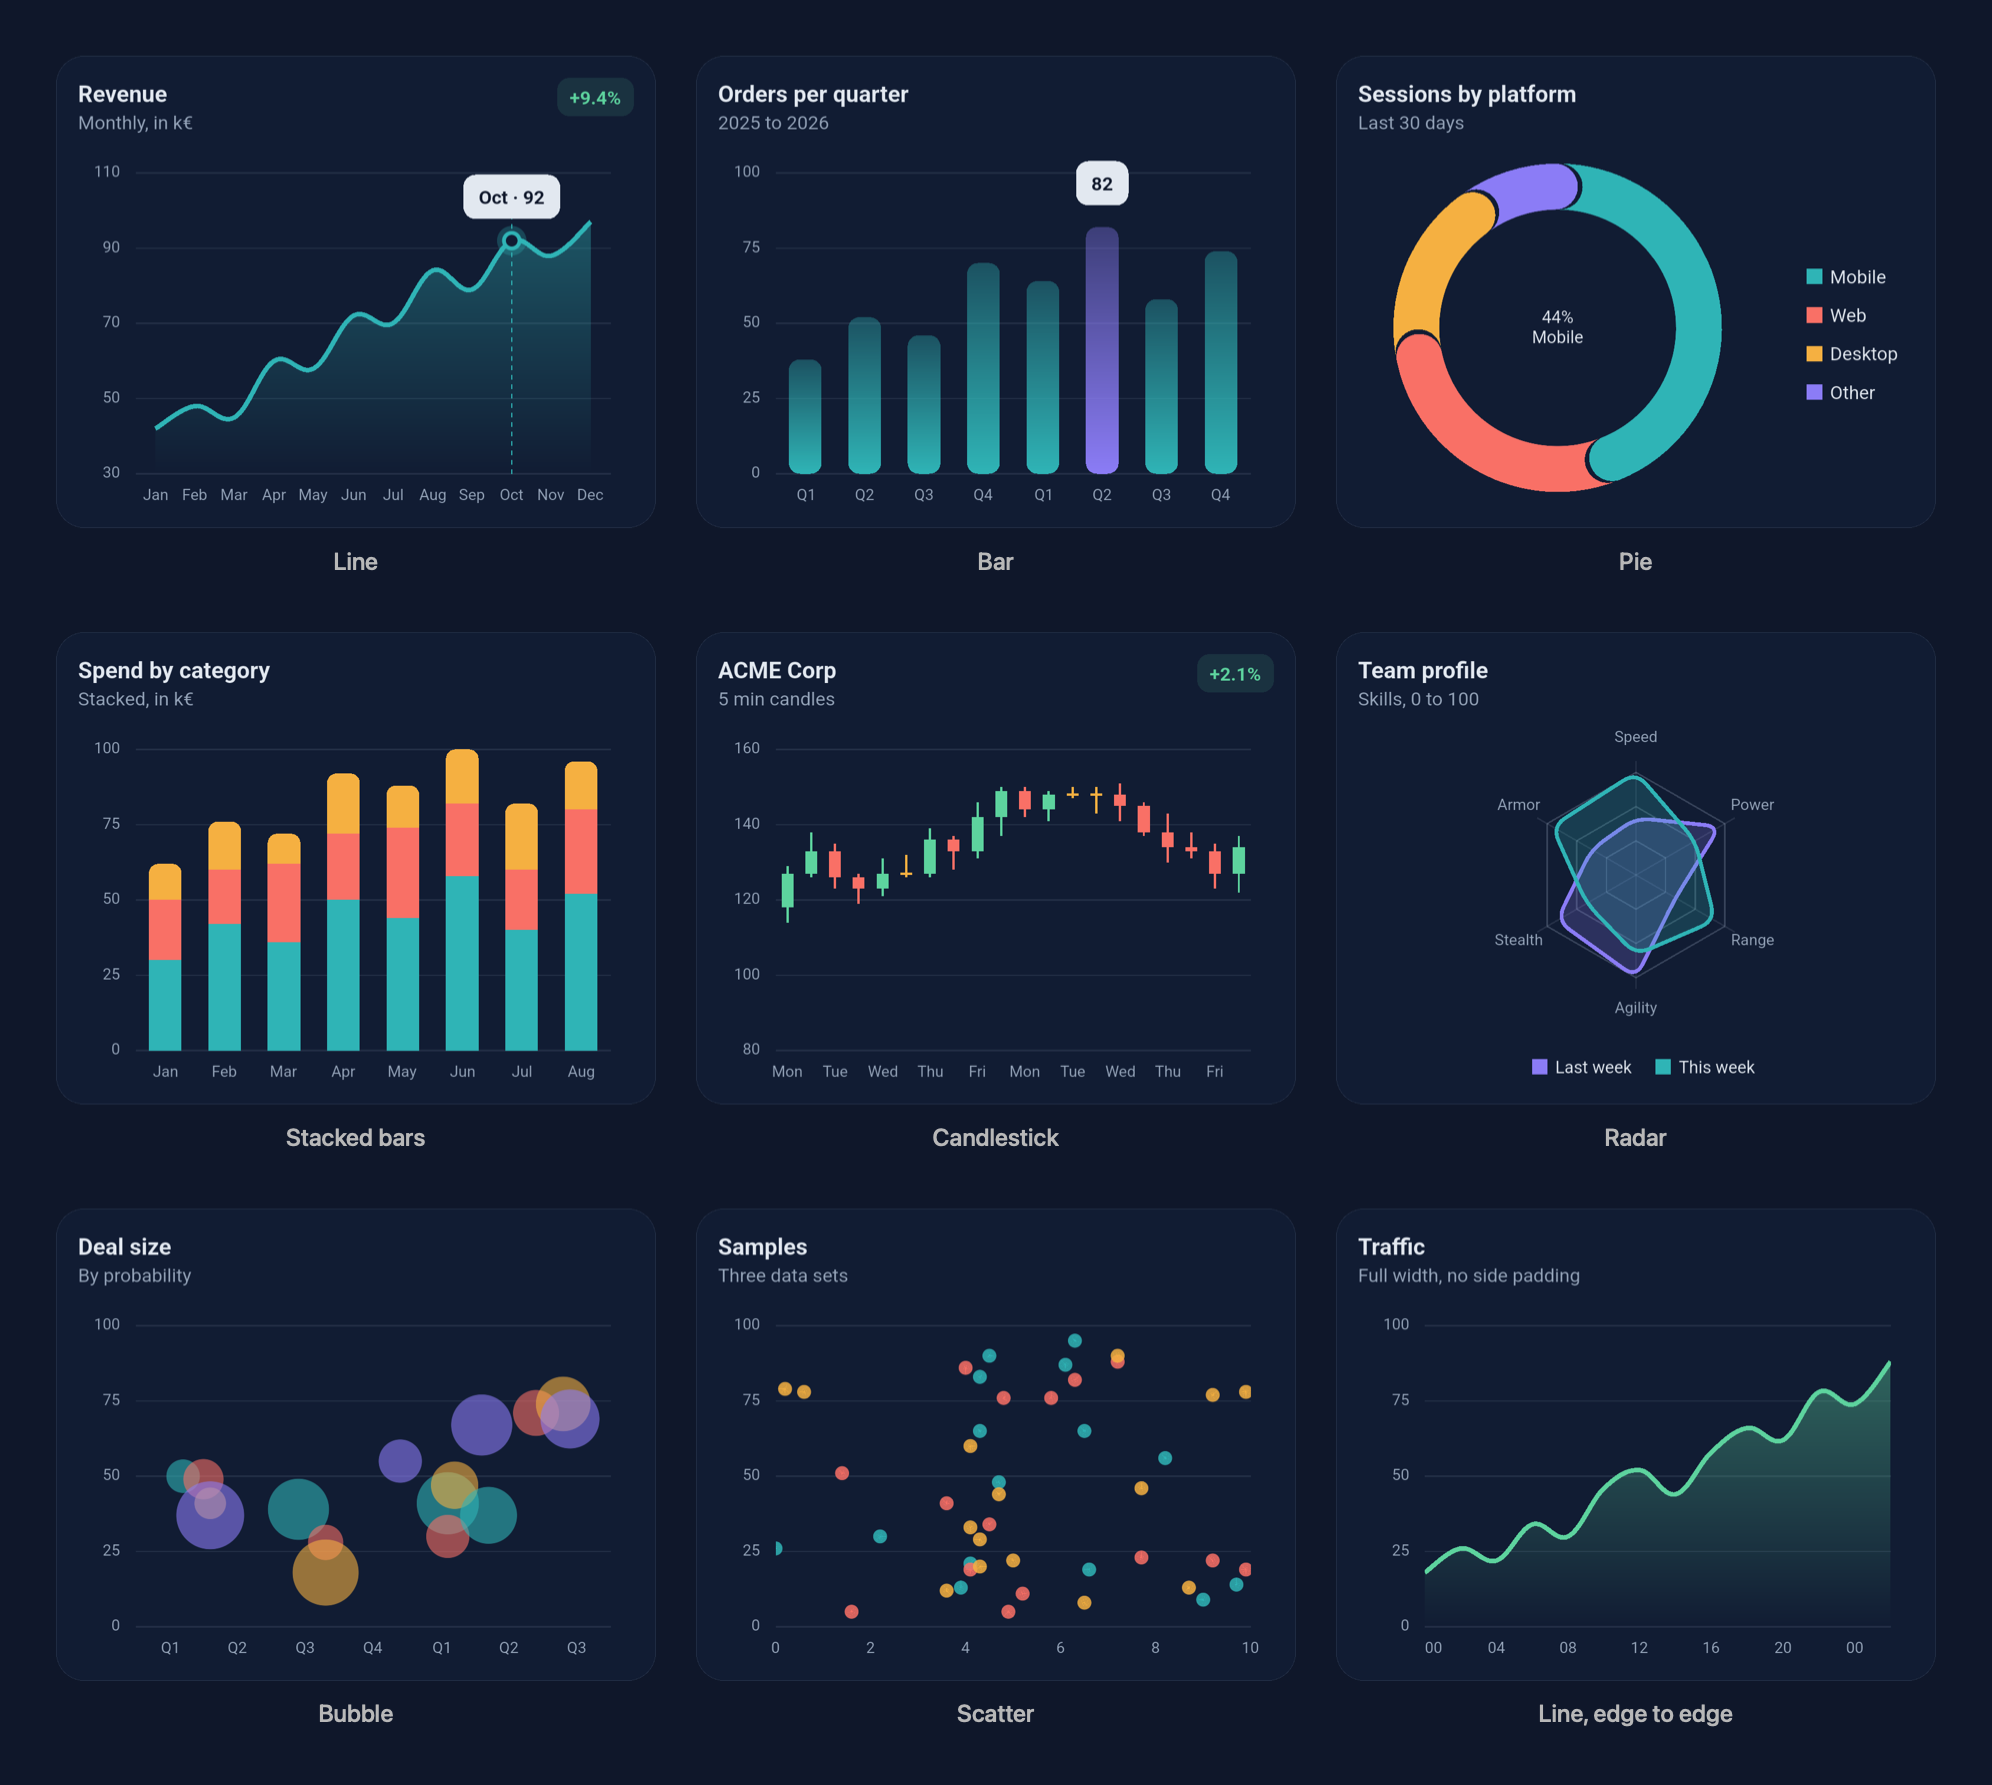 Revenue
Monthly, in k€
+9.4%
110
90
70
50
30
Oct · 92
Jan Feb Mar Apr May Jun Jul Aug Sep Oct Nov Dec
Line
Orders per quarter
2025 to 2026
100
75
50
25
0
82
Q1 Q2 Q3 Q4 Q1 Q2 Q3 Q4
Bar
Sessions by platform
Last 30 days
44%
Mobile
Mobile
Web
Desktop
Other
Pie
Spend by category
Stacked, in k€
100
75
50
25
0
Jan Feb Mar Apr May Jun Jul Aug
Stacked bars
ACME Corp
5 min candles
+2.1%
160
140
120
100
80
Mon Tue Wed Thu Fri Mon Tue Wed Thu Fri
Candlestick
Team profile
Skills, 0 to 100
Speed
Armor Power
Stealth Range
Agility
Last week This week
Radar
Deal size
By probability
100
75
50
25
0
Q1 Q2 Q3 Q4 Q1 Q2 Q3
Bubble
Samples
Three data sets
100
75
50
25
0
0 2 4 6 8 10
Scatter
Traffic
Full width, no side padding
100
75
50
25
0
00 04 08 12 16 20 00
Line, edge to edge